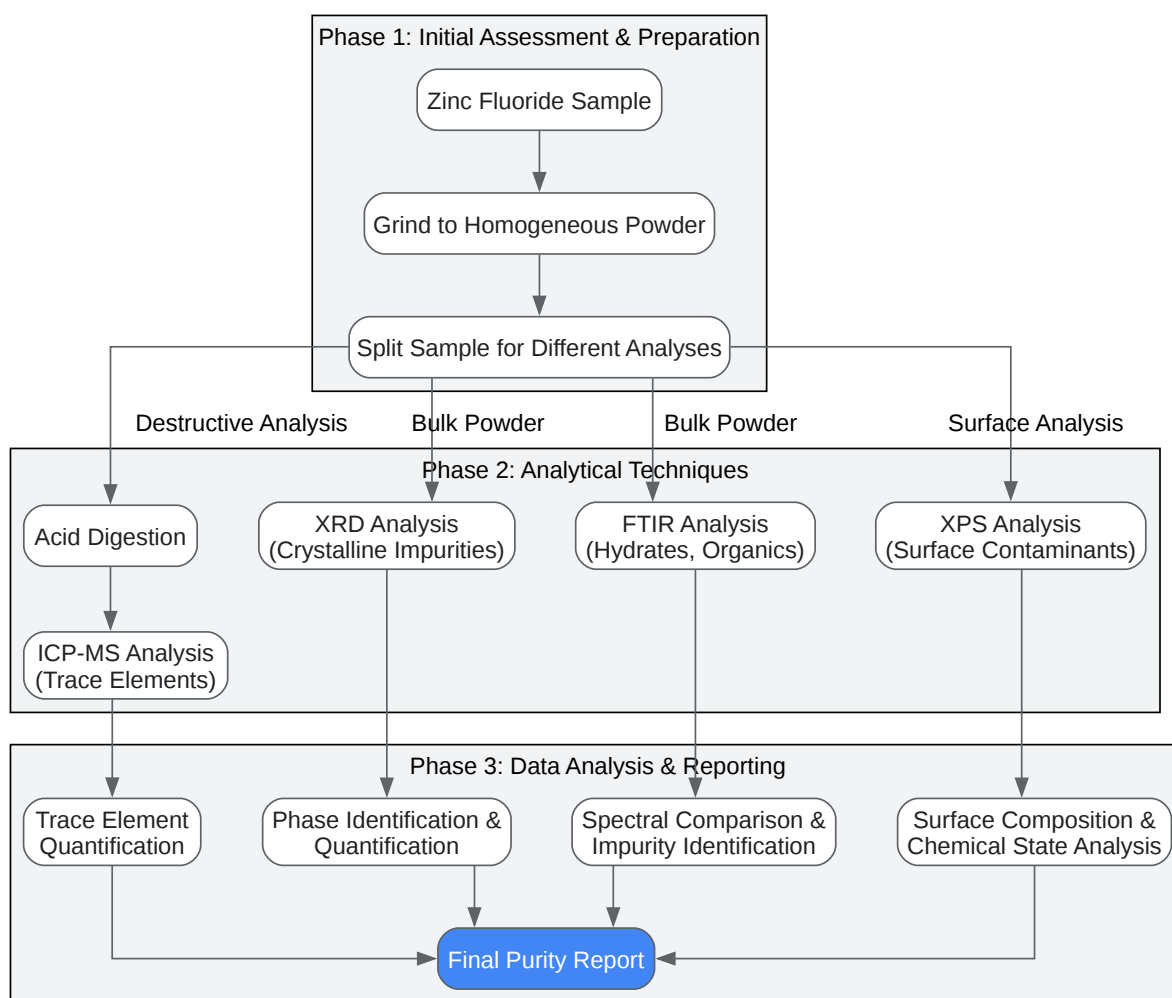 Phase 1: Initial Assessment & Preparation
Zinc Fluoride Sample
Grind to Homogeneous Powder
Split Sample for Different Analyses
Destructive Analysis
Bulk Powder
Bulk Powder
Surface Analysis
Phase 2: Analytical Techniques
Acid Digestion
XRD Analysis
(Crystalline Impurities)
FTIR Analysis
(Hydrates, Organics)
XPS Analysis
(Surface Contaminants)
ICP-MS Analysis
(Trace Elements)
Phase 3: Data Analysis & Reporting
Trace Element
Quantification
Phase Identification &
Quantification
Spectral Comparison &
Impurity Identification
Surface Composition &
Chemical State Analysis
Final Purity Report